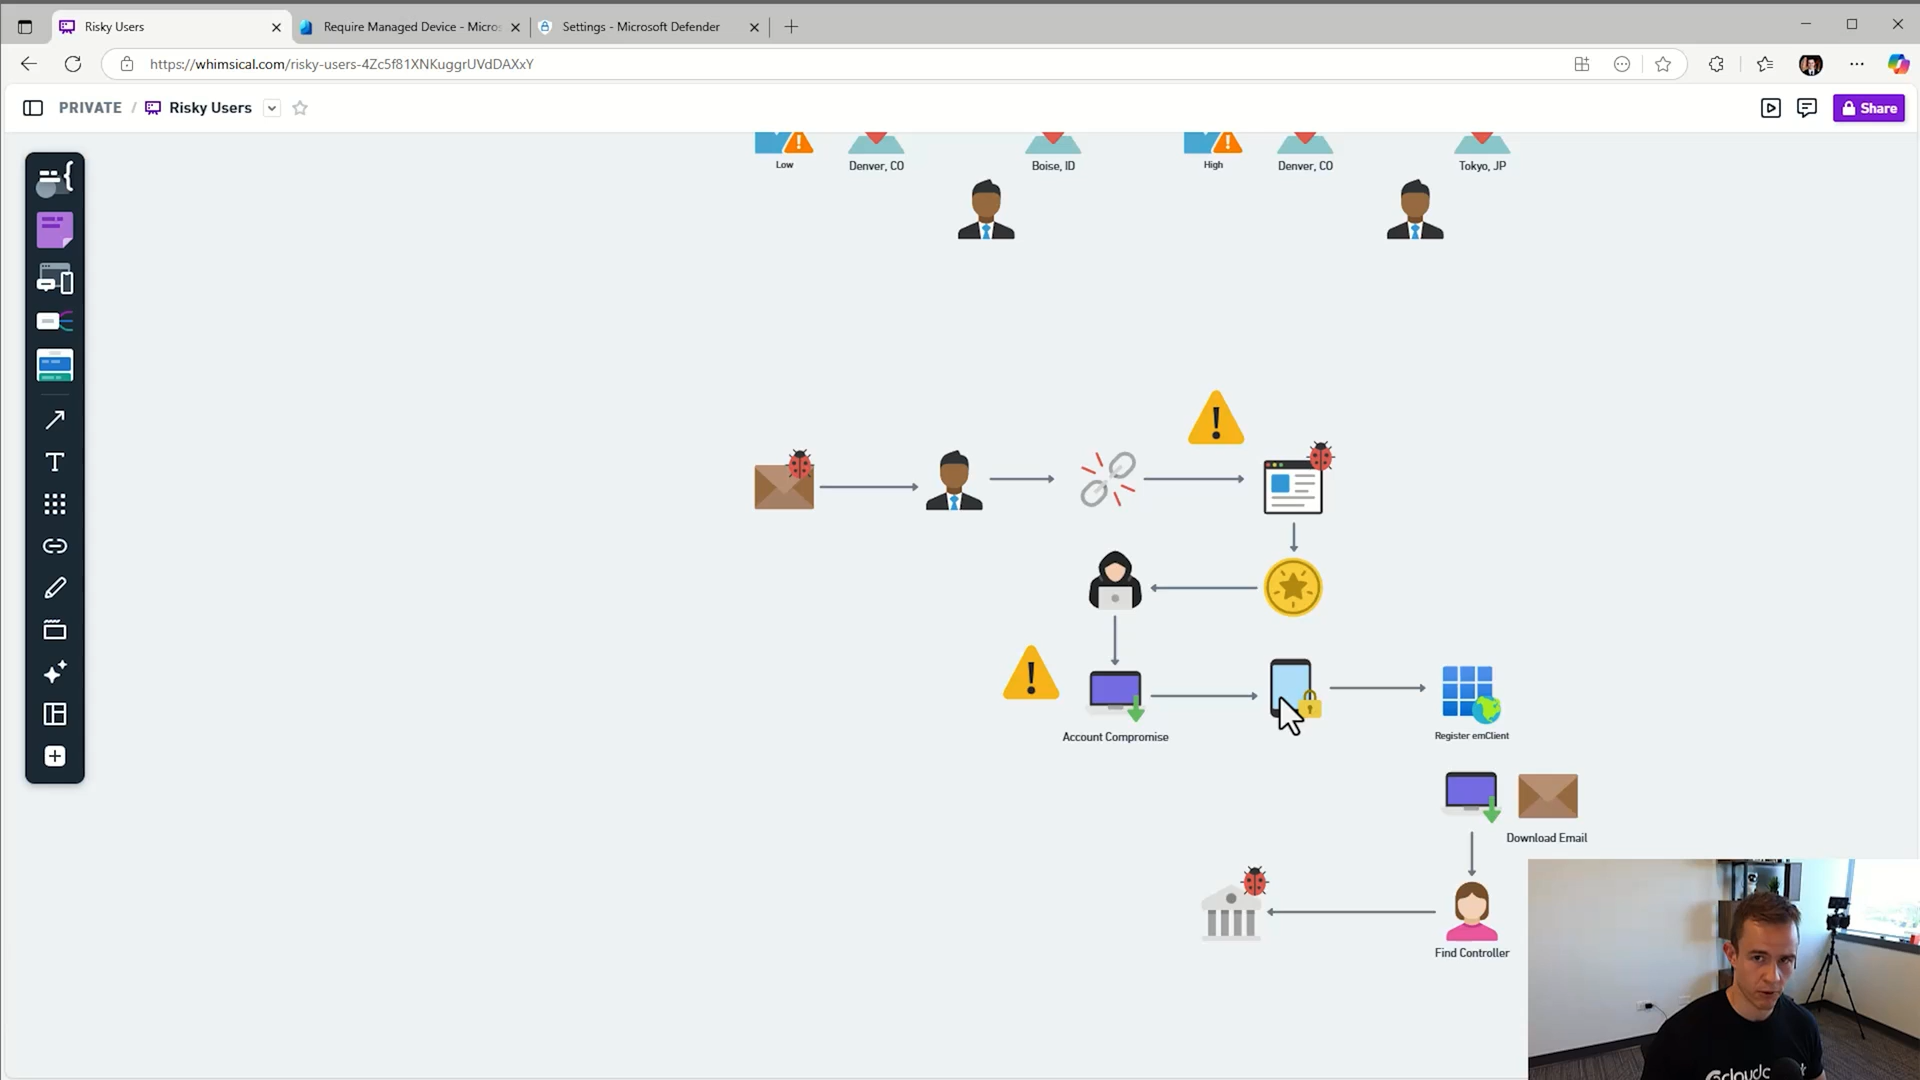 Risky Users
Require Managed Device - Micros
Settings - Microsoft Defender
https://whimsical.com/risky-users-4Zc5f81XNKuggrUVdDAXxY
PRIVATE / Risky Users
Share
Low
Denver, CO
Boise, ID
High
Denver, CO
Tokyo, JP
Account Compromise
Register emClient
Download Email
Find Controller